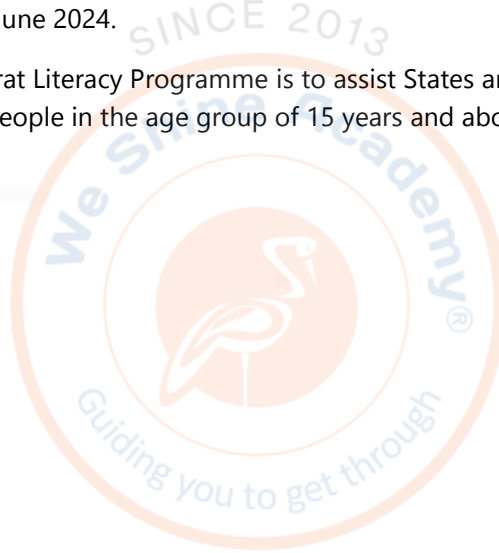 une 2024.
SINCE 2013
rat Literacy Programme is to assist States a
eople in the age group of 15 years and abo
We Shine Academy®
Guiding you to get through